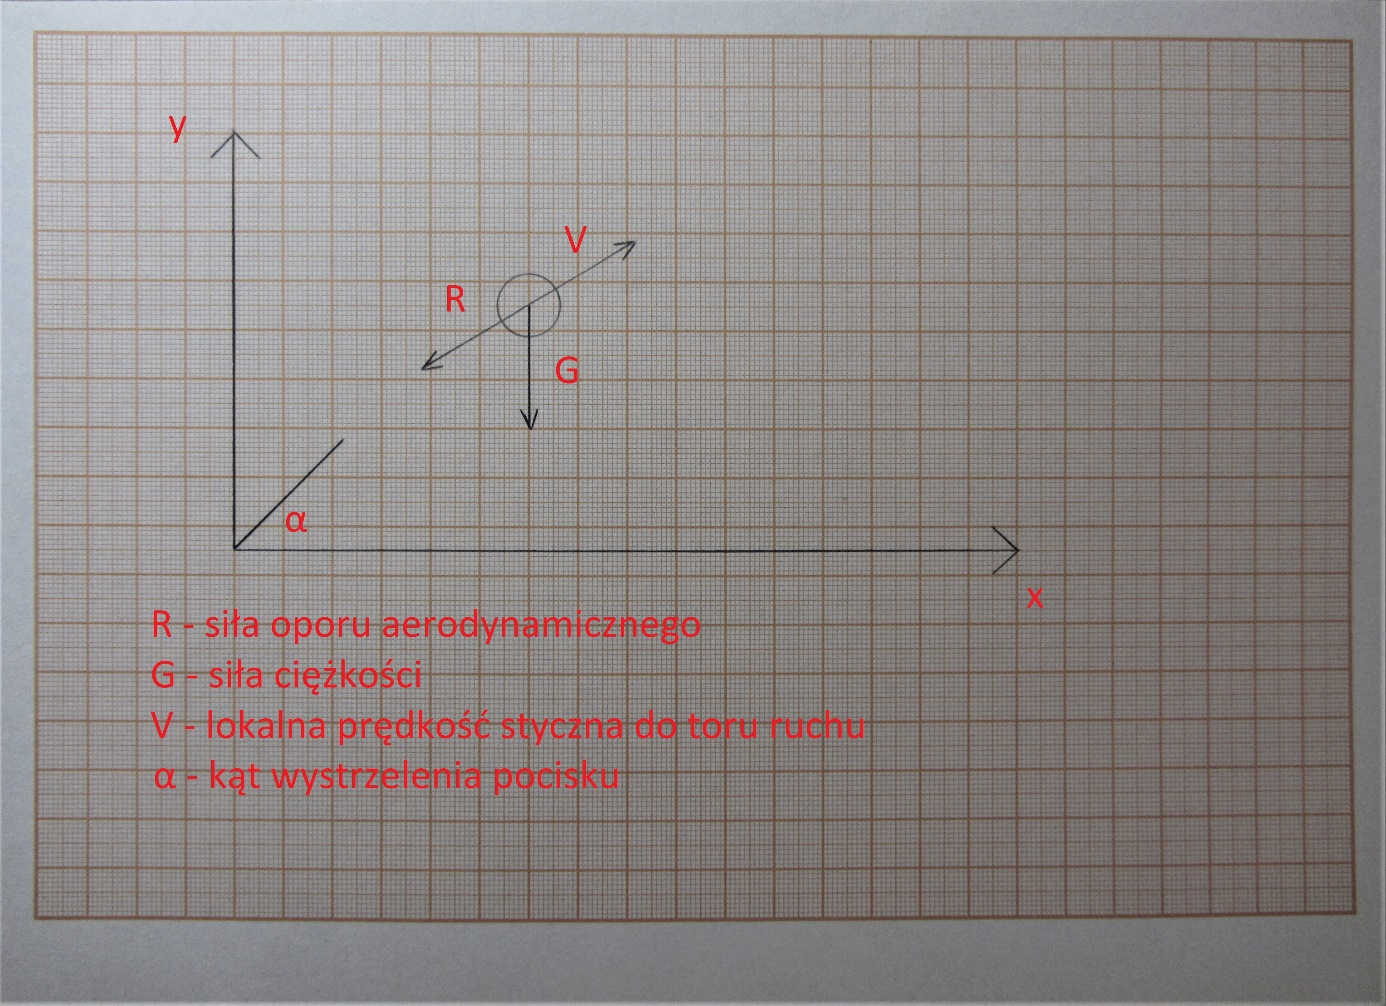 y
V
R
G
α
x
R - siła oporu aerodynamicznego
G - siła ciężkości
V - lokalna prędkość styczna do toru ruchu
α - kąt wystrzelenia pocisku